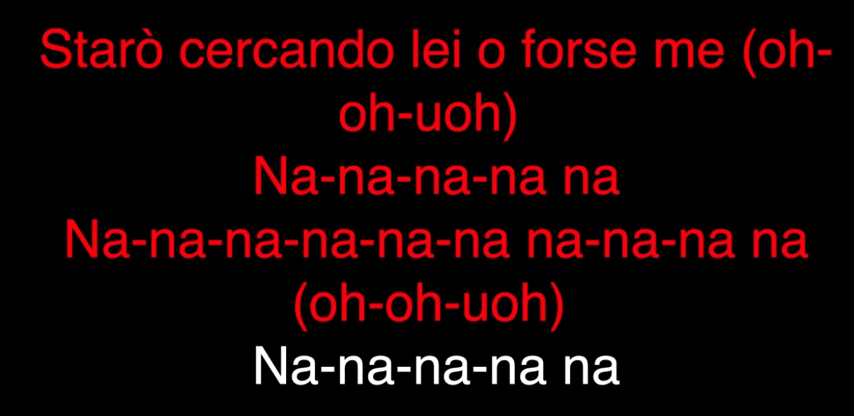 Starò cercando lei o forse me (oh-
oh-uoh)
Na-na-na-na na
Na-na-na-na-na-na na-na-na na
(oh-oh-uoh)
Na-na-na-na na